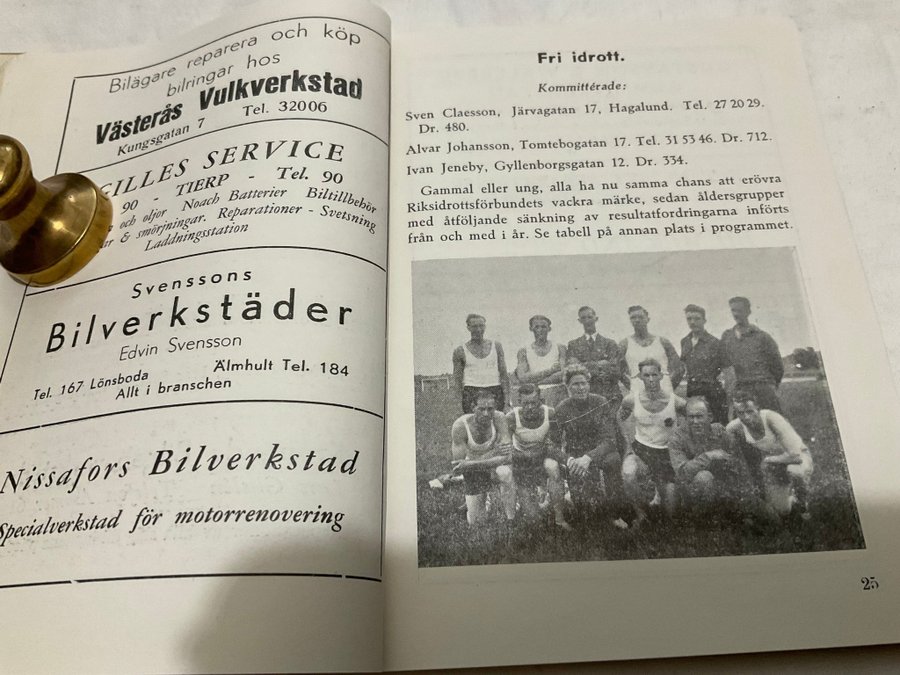 Bilägare reparera och köp
bilringar hos
Västerås Vulkverkstad
Kungsgatan 7 Tel. 32006
GILLES SERVICE
90 - TIERP - Tel. 90
och oljor Noach Batterier Biltillbehör
& smörjningar. Reparationer - Svetsning
Laddningsstation
Svenssons
Bilverkstäder
Edvin Svensson
Tel. 167 Lönsboda Älmhult Tel. 184
Allt i branschen
Nissafors Bilverkstad
Specialverkstad för motorrenovering
Fri idrott.
Kommitterade:
Sven Claesson, Järvagatan 17, Hagalund. Tel. 27 20 29.
Dr. 480.
Alvar Johansson, Tomtebogatan 17. Tel. 31 53 46. Dr. 712.
Ivan Jeneby, Gyllenborgsgatan 12. Dr. 334.
Gammal eller ung, alla ha nu samma chans att erövra
Riksidrottsförbundets vackra märke, sedan åldersgrupper
med åtföljande sänkning av resultatfordringarna införts
från och med i år. Se tabell på annan plats i programmet.
25